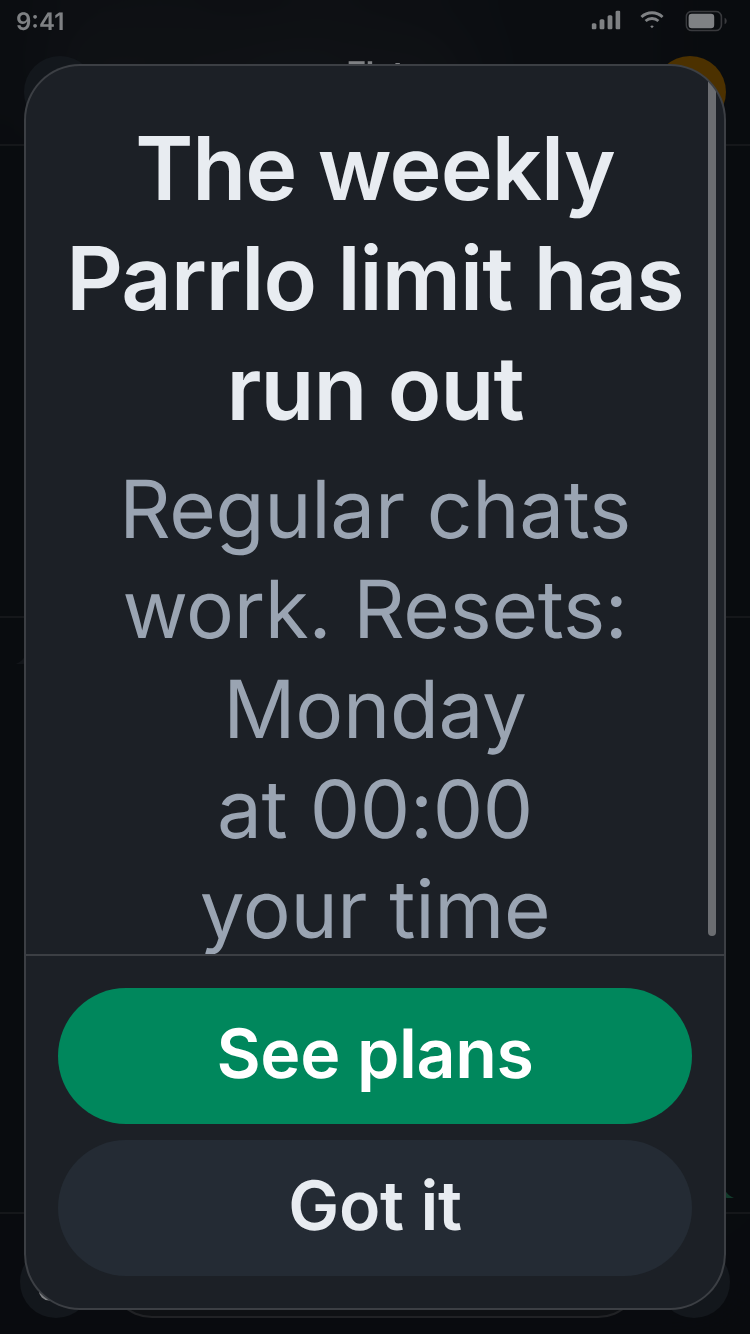 9:41
The weekly
Parrlo limit has
run out
Regular chats
work. Resets:
Monday
at 00:00
your time
See plans
Got it